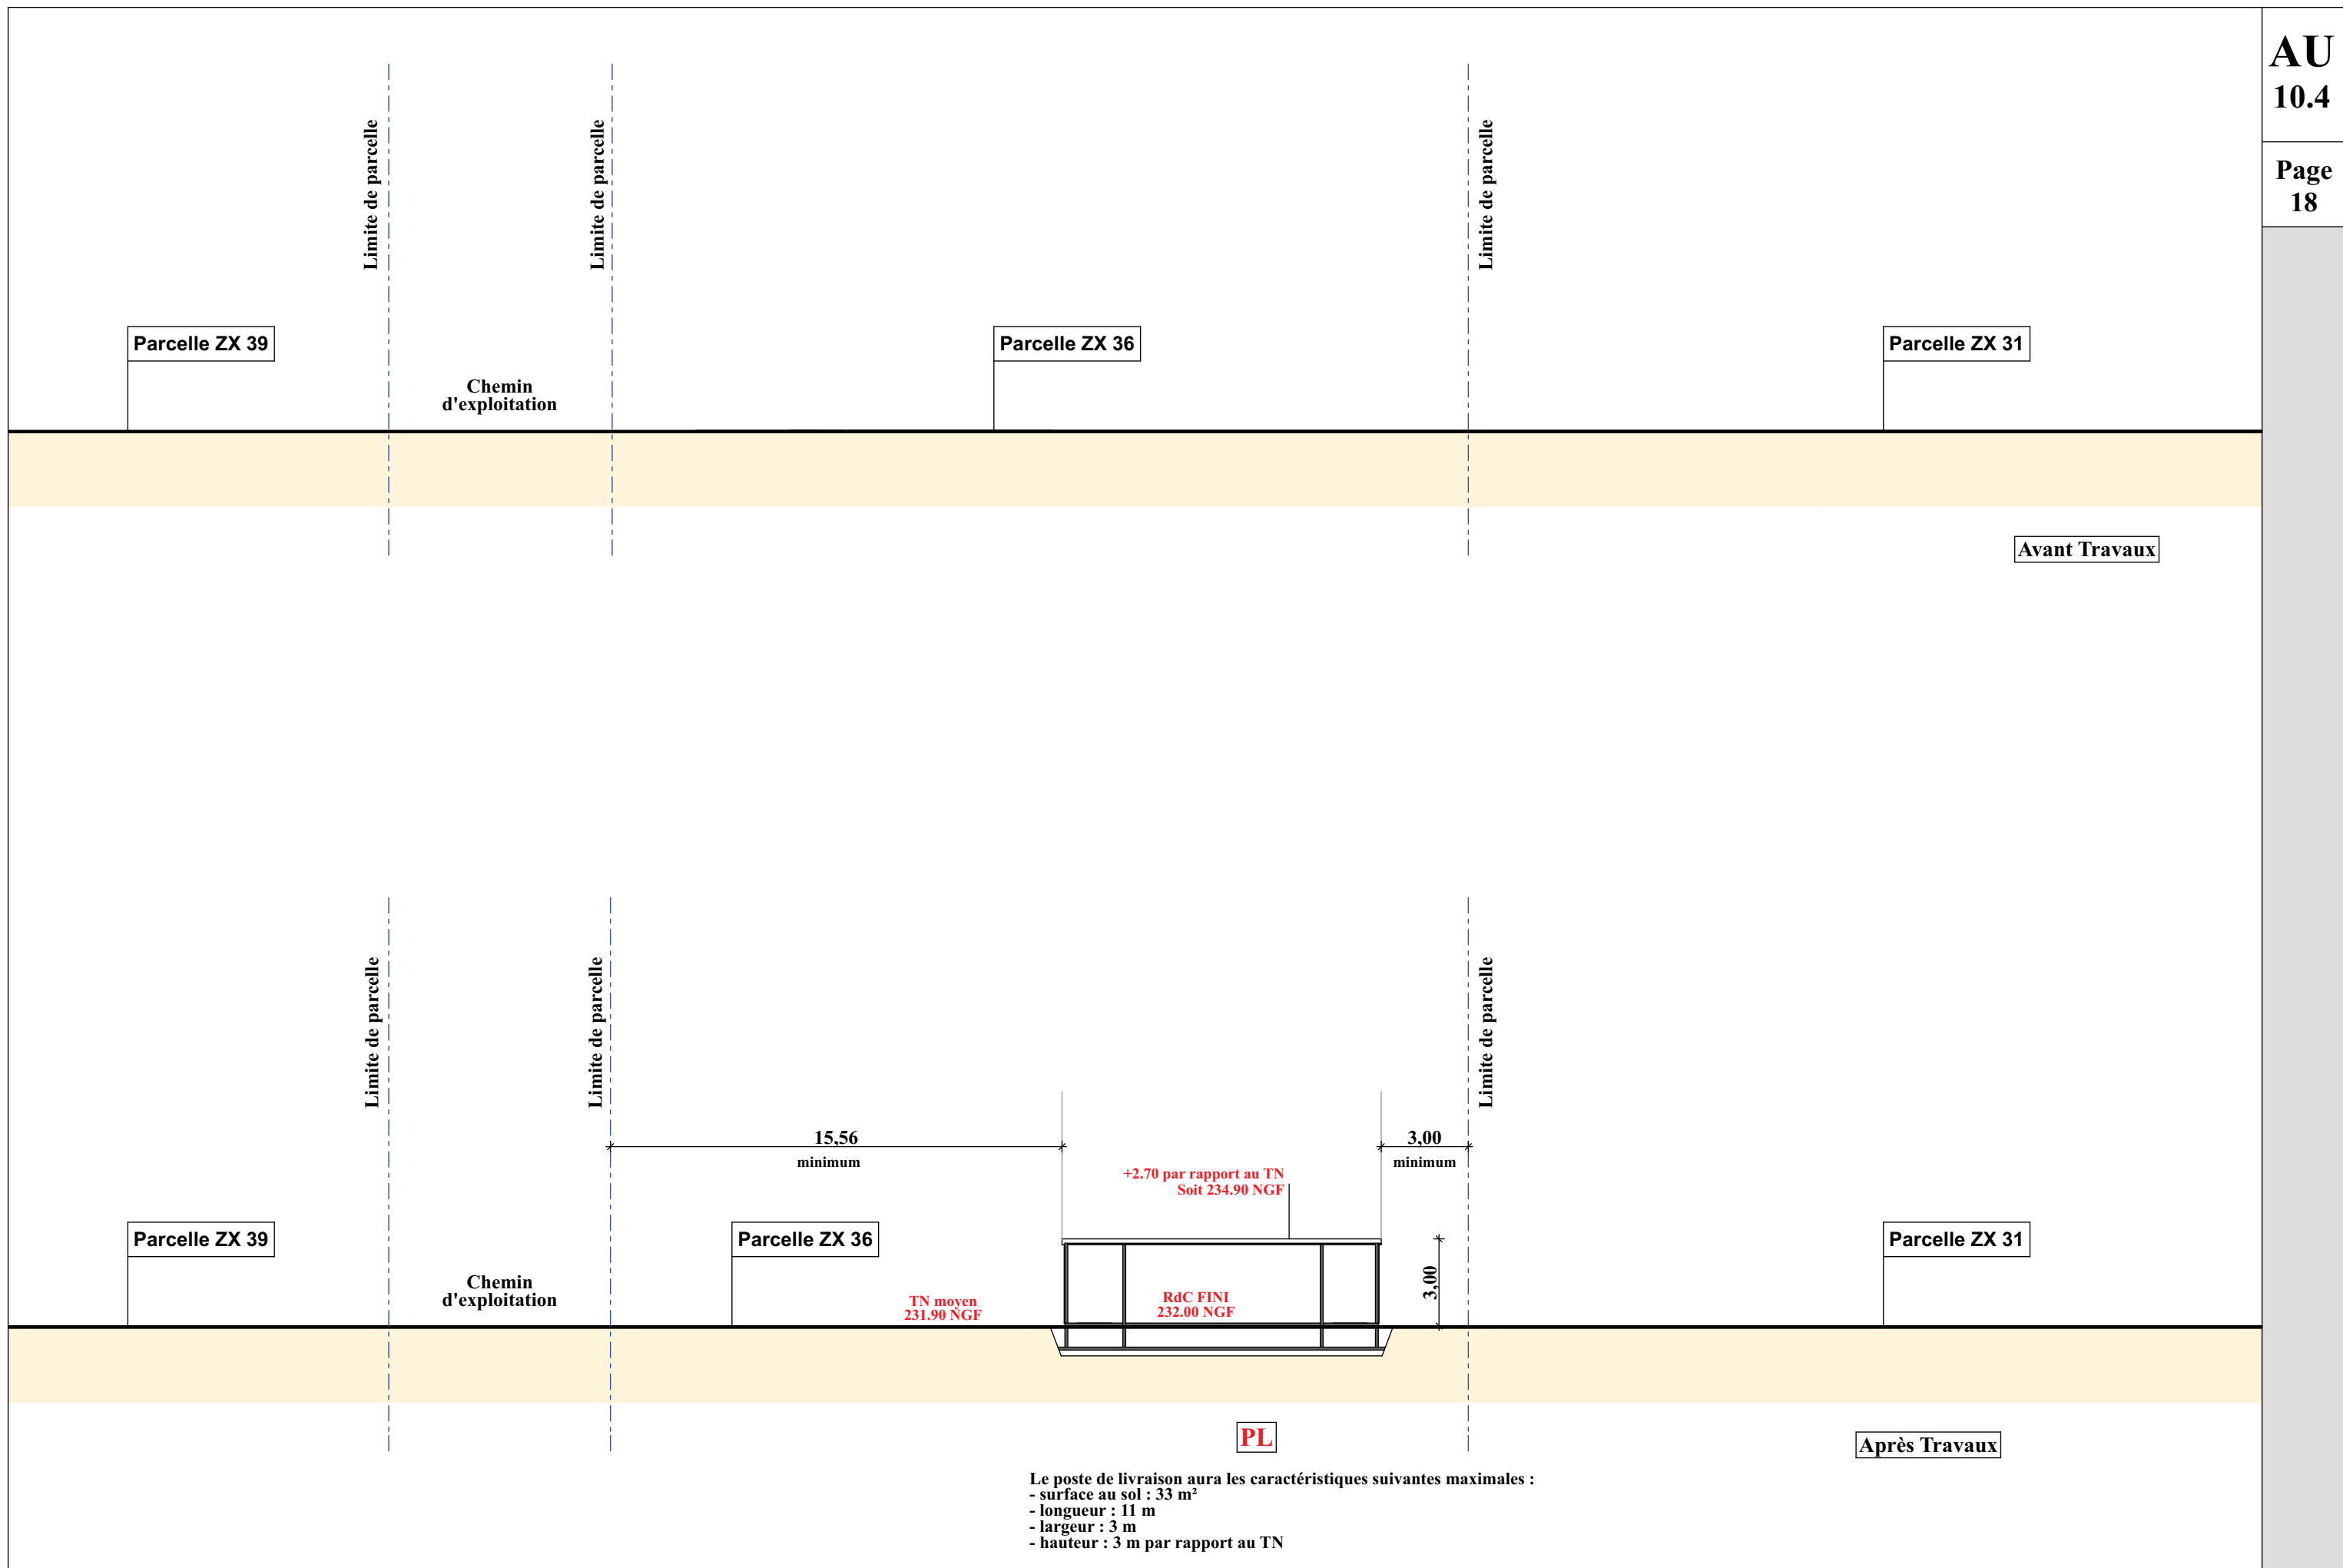 AU
10.4
Page
18
Limite de parcelle
Limite de parcelle
Limite de parcelle
Parcelle ZX 39
Parcelle ZX 36
Parcelle ZX 31
Chemin
d'exploitation
Avant Travaux
Limite de parcelle
Limite de parcelle
Limite de parcelle
15,56
minimum
3,00
minimum
+2.70 par rapport au TN
Soit 234.90 NGF
Parcelle ZX 39
Parcelle ZX 36
Parcelle ZX 31
Chemin
d'exploitation
TN moyen
231.90 NGF
RdC FINI
232.00 NGF
3,00
PL
Après Travaux
Le poste de livraison aura les caractéristiques suivantes maximales :
- surface au sol : 33 m²
- longueur : 11 m
- largeur : 3 m
- hauteur : 3 m par rapport au TN